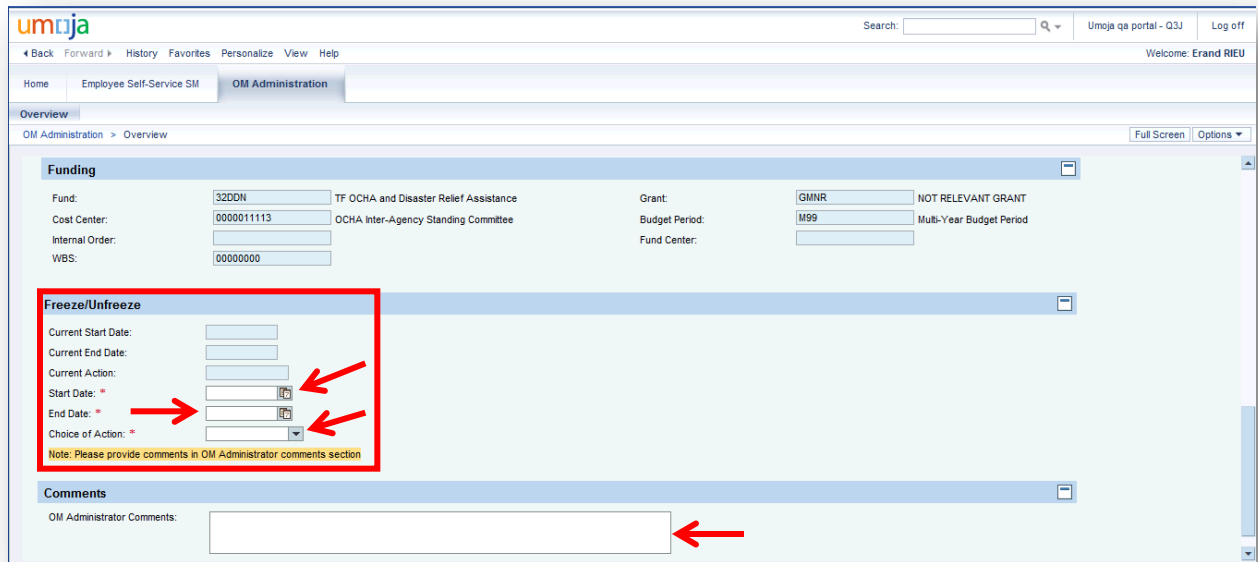 umoja
Search:
Umoja qa portal - Q3J
Log off
Back Forward History Favorites Personalize View Help
Welcome: Erand RIEU
Home Employee Self-Service SM OM Administration
Overview
OM Administration > Overview
Full Screen Options
Funding
Fund: 32DDN TF OCHA and Disaster Relief Assistance Grant: GMNR NOT RELEVANT GRANT
Cost Center: 0000011113 OCHA Inter-Agency Standing Committee Budget Period: M99 Multi-Year Budget Period
Internal Order: Fund Center:
WBS: 00000000
Freeze/Unfreeze
Current Start Date:
Current End Date:
Current Action:
Start Date: *
End Date: *
Choice of Action: *
Note: Please provide comments in OM Administrator comments section
Comments
OM Administrator Comments: